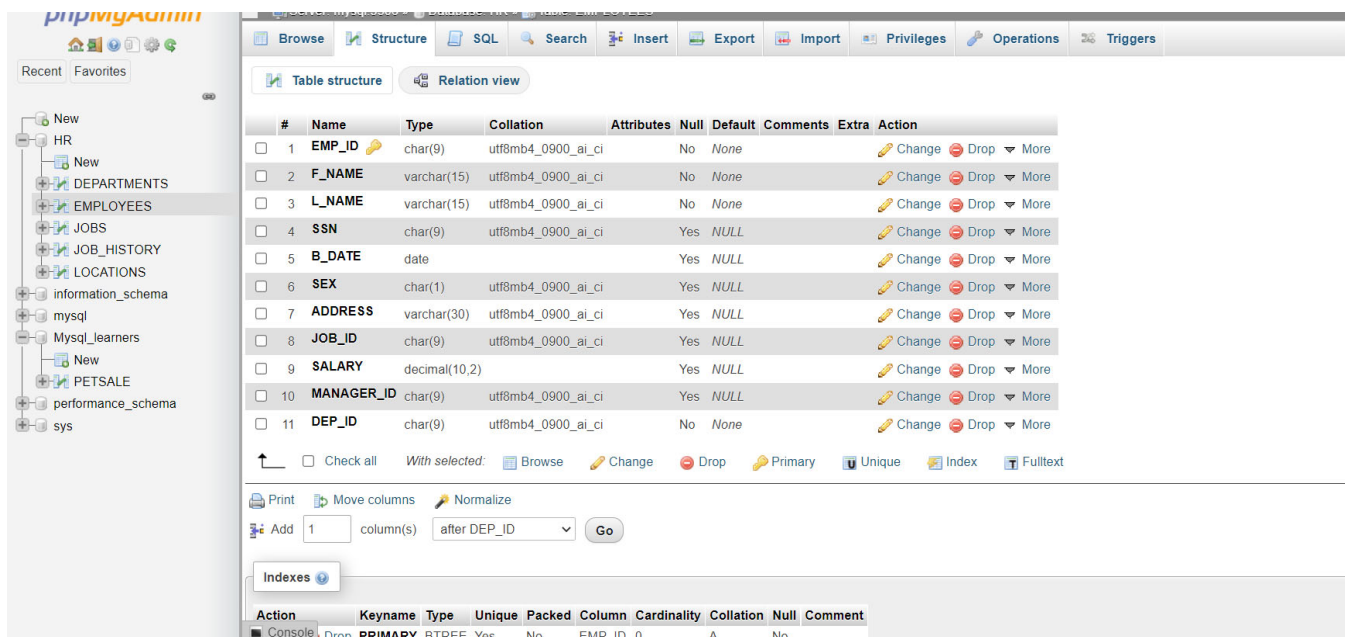 phpMyAdmin
Recent Favorites
New
HR
New
DEPARTMENTS
EMPLOYEES
JOBS
JOB_HISTORY
LOCATIONS
information_schema
mysql
Mysql_learners
New
PETSALE
performance_schema
sys
Browse Structure SQL Search Insert Export Import Privileges Operations Triggers
Table structure Relation view
# Name Type Collation Attributes Null Default Comments Extra Action
1 EMP_ID char(9) utf8mb4_0900_ai_ci No None Change Drop More
2 F_NAME varchar(15) utf8mb4_0900_ai_ci No None Change Drop More
3 L_NAME varchar(15) utf8mb4_0900_ai_ci No None Change Drop More
4 SSN char(9) utf8mb4_0900_ai_ci Yes NULL Change Drop More
5 B_DATE date Yes NULL Change Drop More
6 SEX char(1) utf8mb4_0900_ai_ci Yes NULL Change Drop More
7 ADDRESS varchar(30) utf8mb4_0900_ai_ci Yes NULL Change Drop More
8 JOB_ID char(9) utf8mb4_0900_ai_ci Yes NULL Change Drop More
9 SALARY decimal(10,2) Yes NULL Change Drop More
10 MANAGER_ID char(9) utf8mb4_0900_ai_ci Yes NULL Change Drop More
11 DEP_ID char(9) utf8mb4_0900_ai_ci No None Change Drop More
Check all With selected: Browse Change Drop Primary Unique Index Fulltext
Print Move columns Normalize
Add 1 column(s) after DEP_ID Go
Indexes
Action Keyname Type Unique Packed Column Cardinality Collation Null Comment
Console Drop PRIMARY BTREE Yes No EMP_ID 0 A No